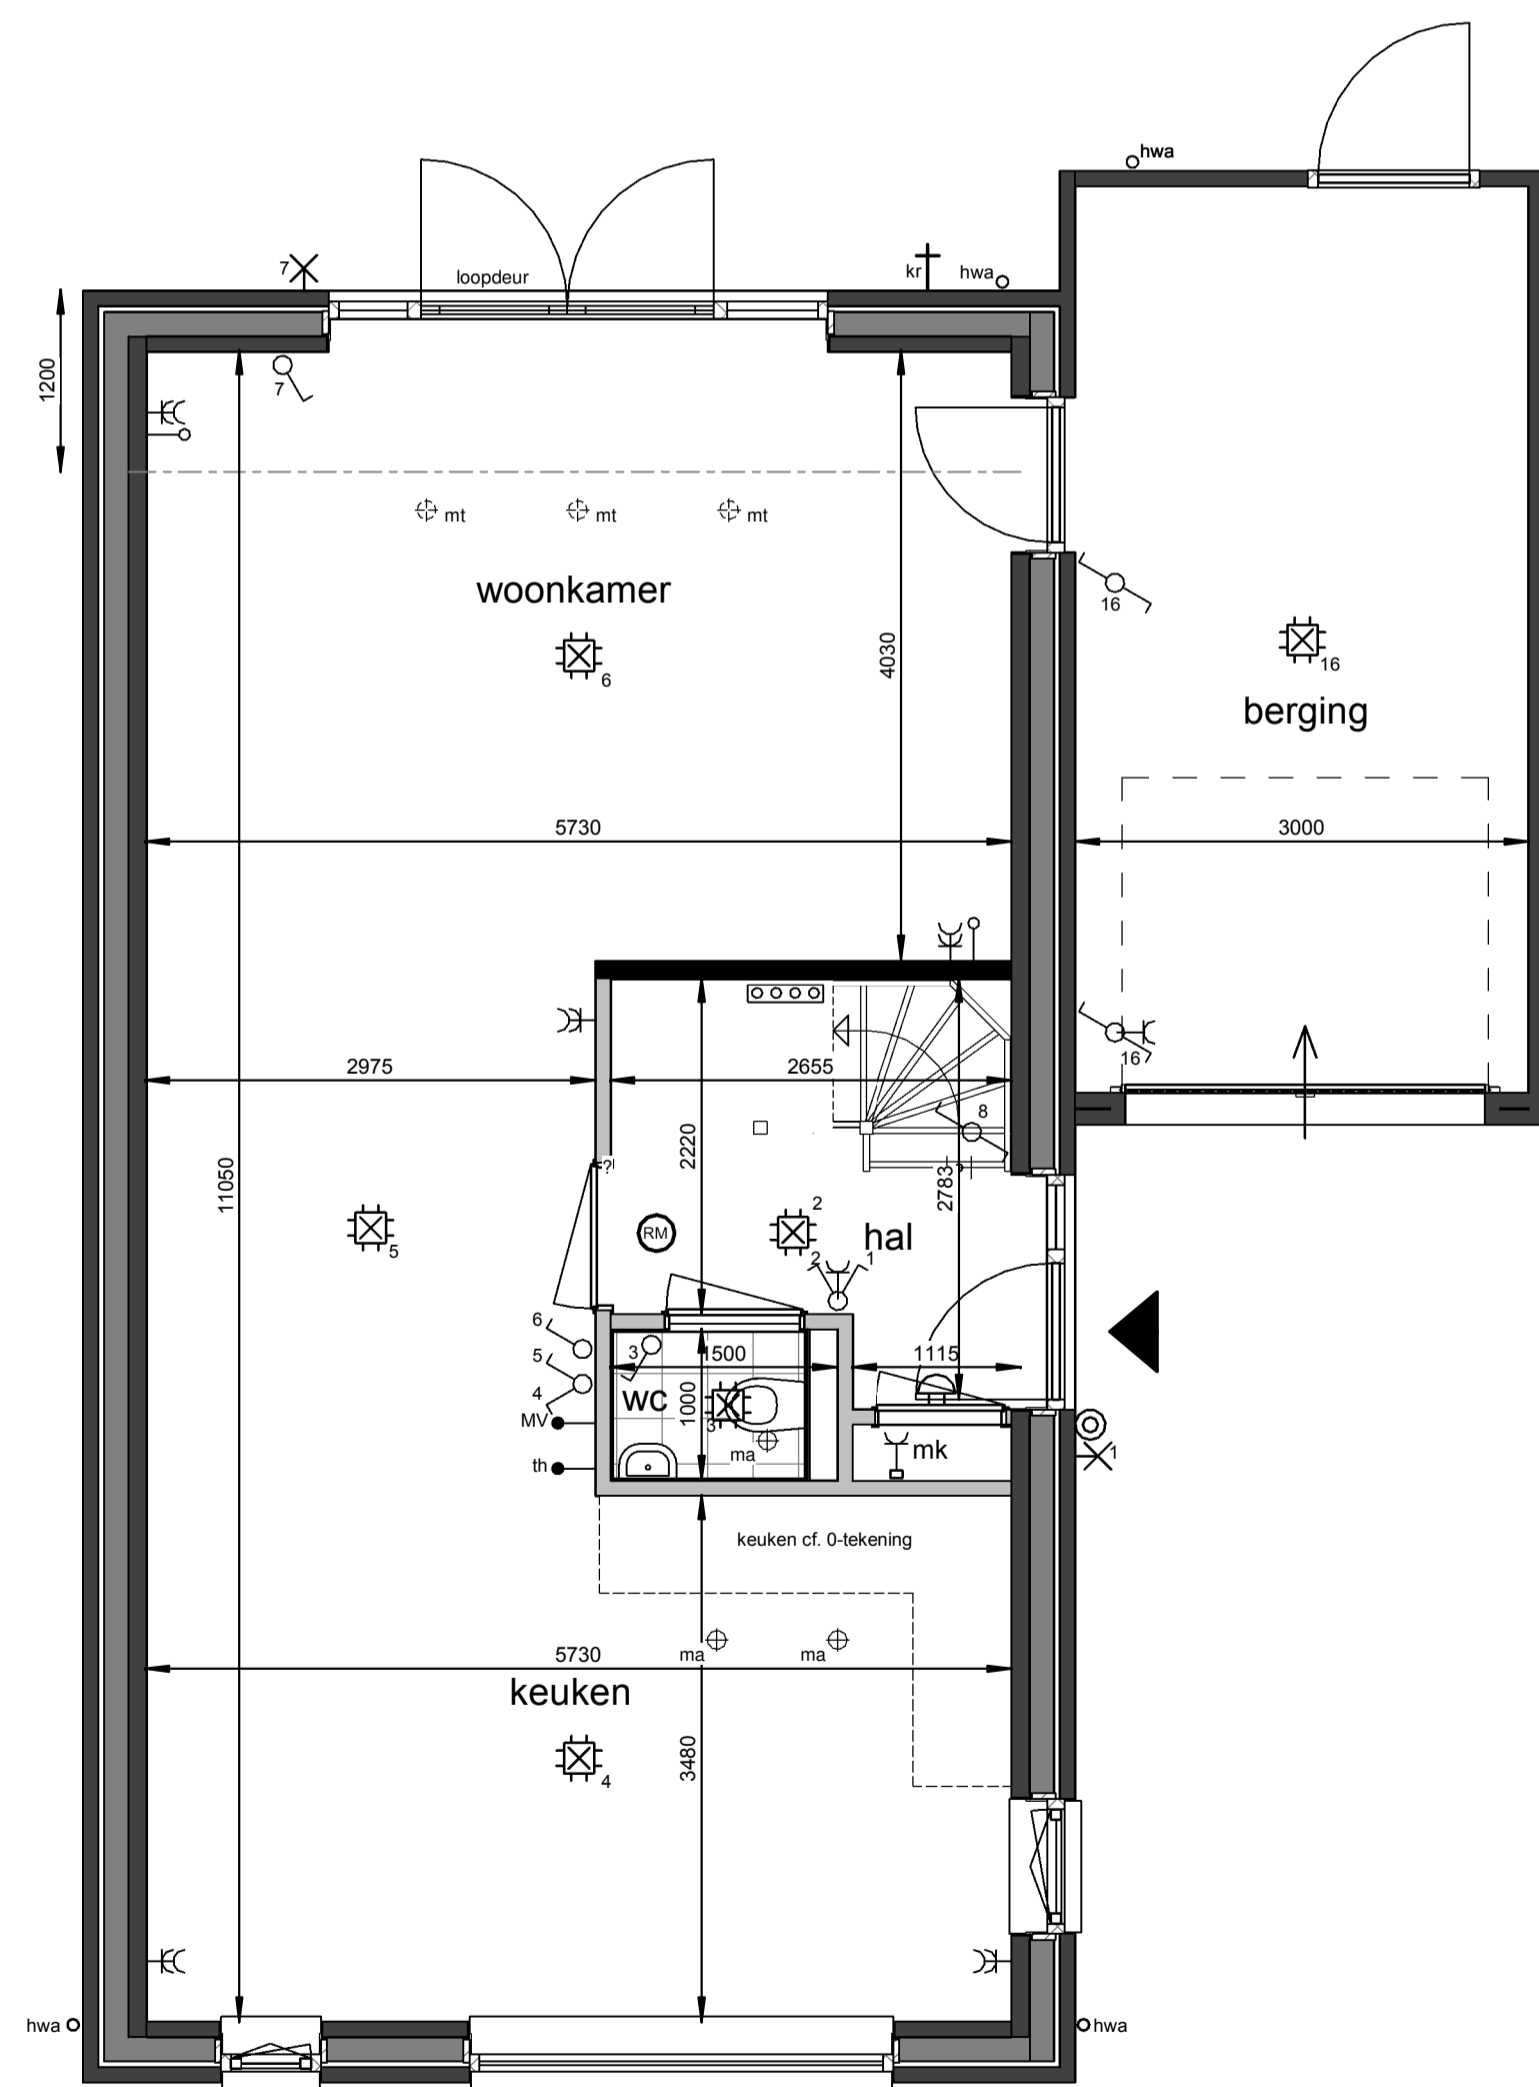 hwa
7
loopdeur
kr
hwa
1200
7
mt
mt
mt
woonkamer
16
6
4030
16
berging
5730
3000
2975
2655
8
16
2220
2783
11050
?
2
RM
hal
5
2
1
6
3
1500
1115
5
wc
1000
4
MV
3
ma
mk
1
th
keuken cf. 0-tekening
ma
ma
5730
keuken
3480
4
hwa
hwa